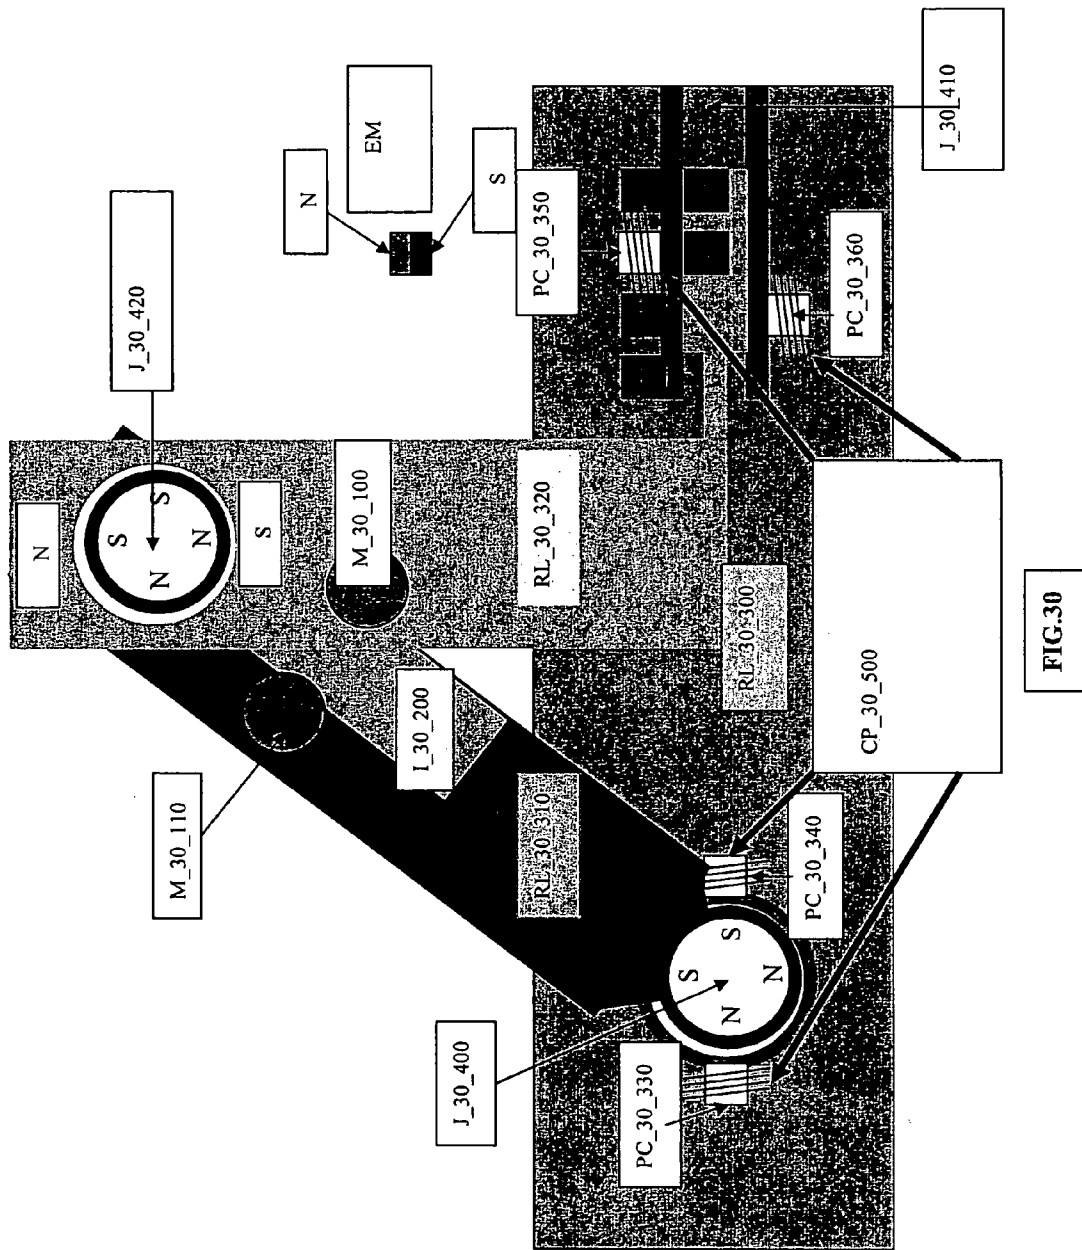 N
S
J_30_420
N
S
M_30_110
N
S
N
M_30_100
EM
I_30_200
J_30_400
S
RL_30_310
RL_30_320
PC_30_350
PC_30_330
S
N
S
RL_30_300
N
PC_30_340
PC_30_360
CP_30_500
J_30_410
FIG.30